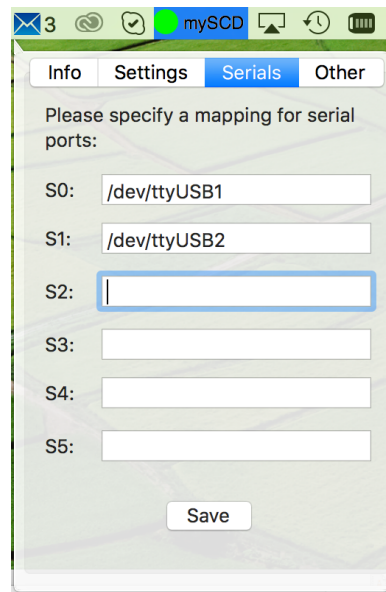 3 mySCD
Info Settings Serials Other
Please specify a mapping for serial
ports:
S0: /dev/ttyUSB1
S1: /dev/ttyUSB2
S2:
S3:
S4:
S5:
Save